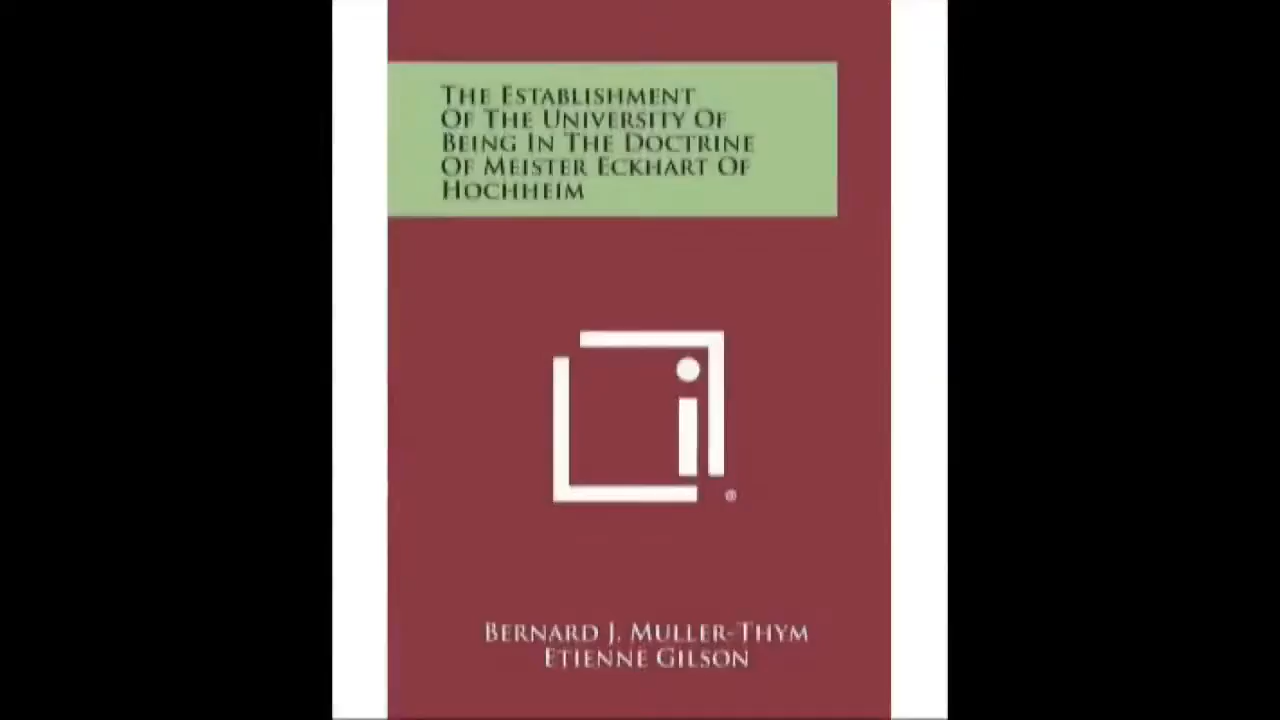 The Establishment
Of The University Of
Being In The Doctrine
Of Meister Eckhart Of
Hochheim
i
®
Bernard J. Muller-Thym
Etienne Gilson